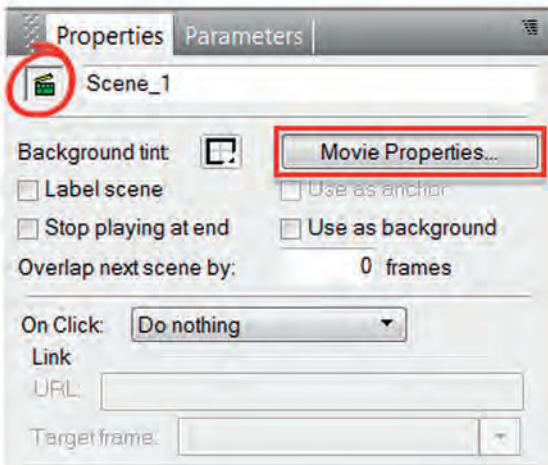 Properties Parameters
Scene_1
Background tint: Movie Properties...
Label scene Use as anchor
Stop playing at end Use as background
Overlap next scene by: 0 frames
On Click: Do nothing
Link
URL:
Target frame: